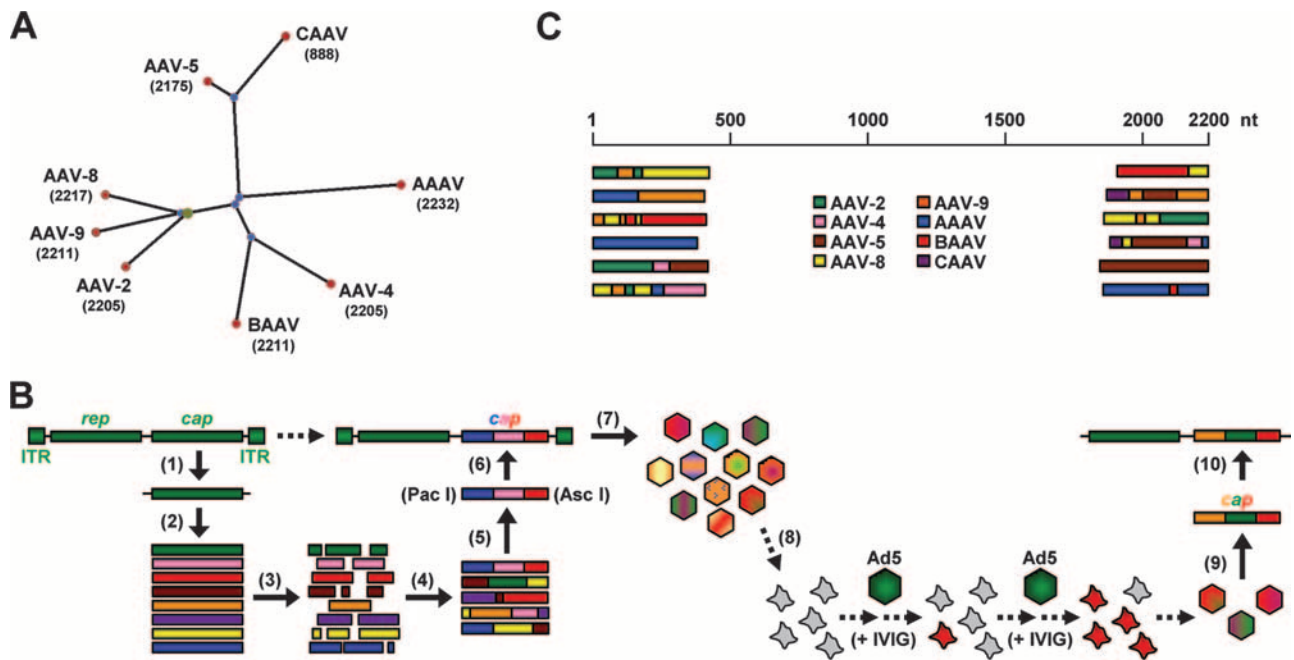 A
CAAV
(888)
AAV-5
(2175)
AAAV
(2232)
AAV-8
(2217)
AAV-9
(2211)
AAV-2
(2205)
AAV-4
(2205)
BAAV
(2211)
C
1 500 1000 1500 2000 2200 nt
AAV-2 AAV-9
AAV-4 AAAV
AAV-5 BAAV
AAV-8 CAAV
B
rep cap
ITR ITR
(1)
(2)
(3)
(4)
(5)
(Pac I) (Asc I)
(6)
cap
(7)
(8)
Ad5 Ad5
(+ IVIG) (+ IVIG)
(9)
cap
(10)